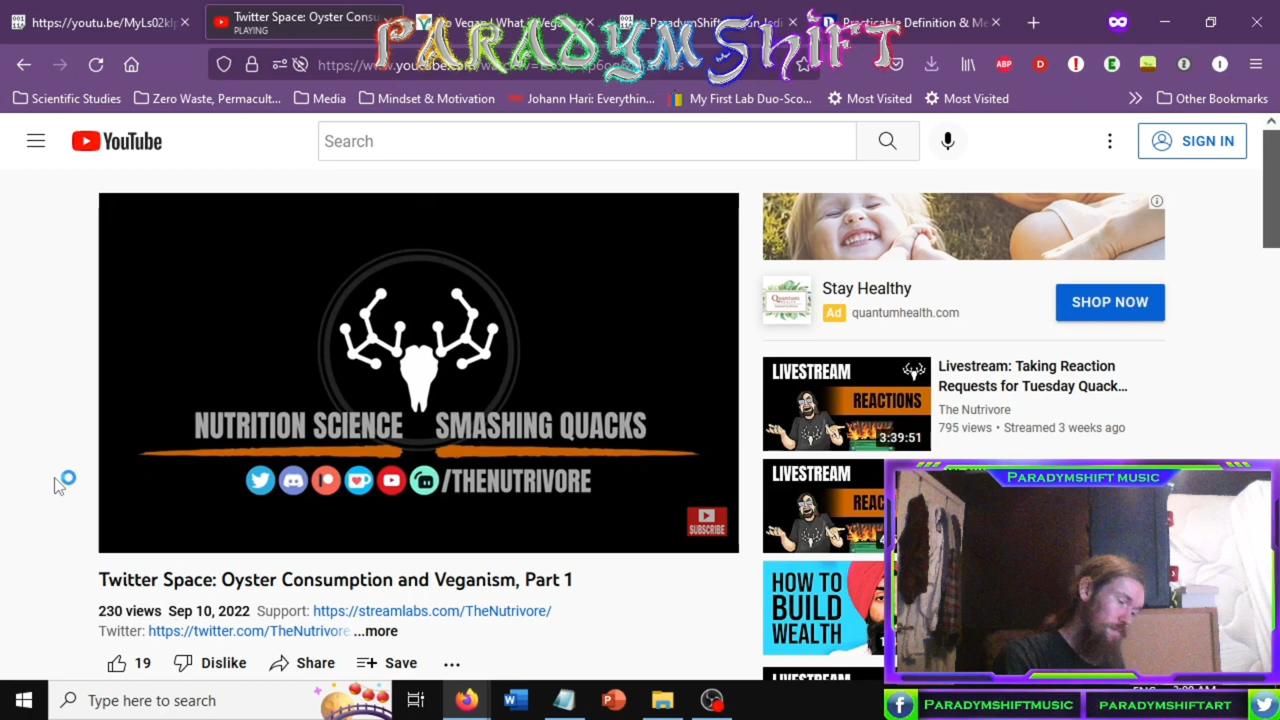 https://youtu.be/MyLs02klp
Twitter Space: Oyster Consu
PLAYING
ParadymShift
https://
Scientific Studies
Zero Waste, Permacult...
Media
Mindset & Motivation
Johann Hari: Everythin...
My First Lab Duo-Sco...
Most Visited
Most Visited
Other Bookmarks
YouTube
Search
SIGN IN
NUTRITION SCIENCE SMASHING QUACKS
/THENUTRIVORE
SUBSCRIBE
Stay Healthy
Ad quantumhealth.com
SHOP NOW
LIVESTREAM
REACTIONS
3:39:51
Livestream: Taking Reaction
Requests for Tuesday Quack...
The Nutrivore
795 views • Streamed 3 weeks ago
LIVESTREAM
REAC
HOW TO
BUILD
WEALTH
LIVESTREAM
Twitter Space: Oyster Consumption and Veganism, Part 1
230 views Sep 10, 2022 Support: https://streamlabs.com/TheNutrivore/
Twitter: https://twitter.com/TheNutrivore ...more
19 Dislike Share Save
Paradymshift Music
Type here to search
ParadymshiftMusic
ParadymshiftArt